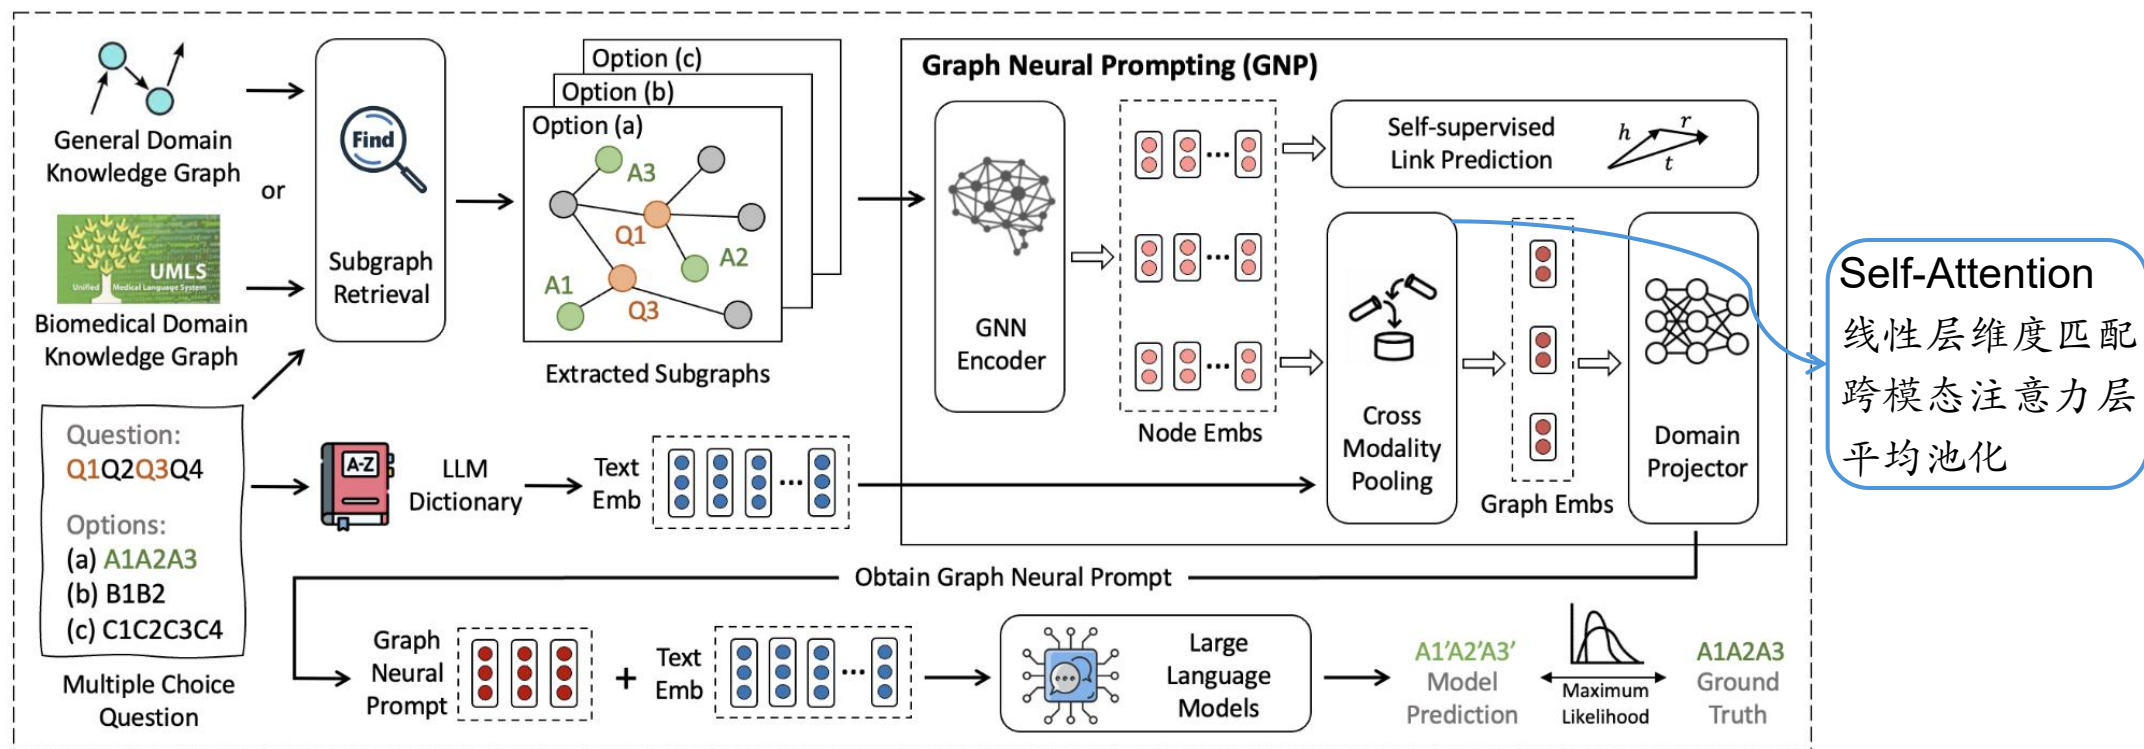 General Domain
Knowledge Graph
or
UMLS
Unified Medical Language System
Biomedical Domain
Knowledge Graph
Find
Subgraph
Retrieval
Option (c)
Option (b)
Option (a)
A3
Q1
A2
A1
Q3
Extracted Subgraphs
Graph Neural Prompting (GNP)
GNN
Encoder
Node Embs
Self-supervised
Link Prediction
h
r
t
Cross
Modality
Pooling
Graph Embs
Domain
Projector
Self-Attention
线性层维度匹配
跨模态注意力层
平均池化
Question:
Q1Q2Q3Q4
Options:
(a) A1A2A3
(b) B1B2
(c) C1C2C3C4
Multiple Choice
Question
A-Z
LLM
Dictionary
Text
Emb
Obtain Graph Neural Prompt
Graph
Neural
Prompt
+
Text
Emb
Large
Language
Models
A1'A2'A3'
Model
Prediction
Maximum
Likelihood
A1A2A3
Ground
Truth